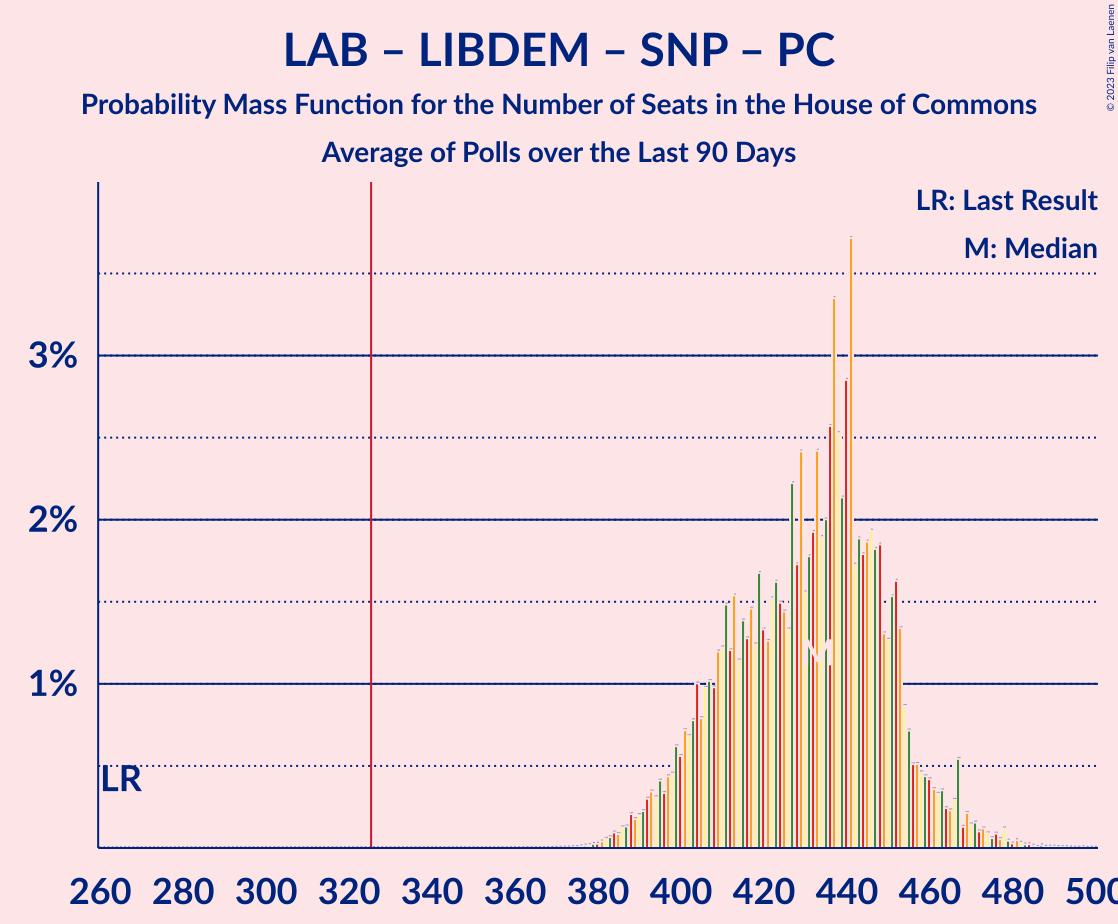 LAB – LIBDEM – SNP – PC
Probability Mass Function for the Number of Seats in the House of Commons
Average of Polls over the Last 90 Days
© 2023 Filip van Laenen
LR: Last Result
M: Median
3%
2%
1%
LR
M
260 280 300 320 340 360 380 400 420 440 460 480 500